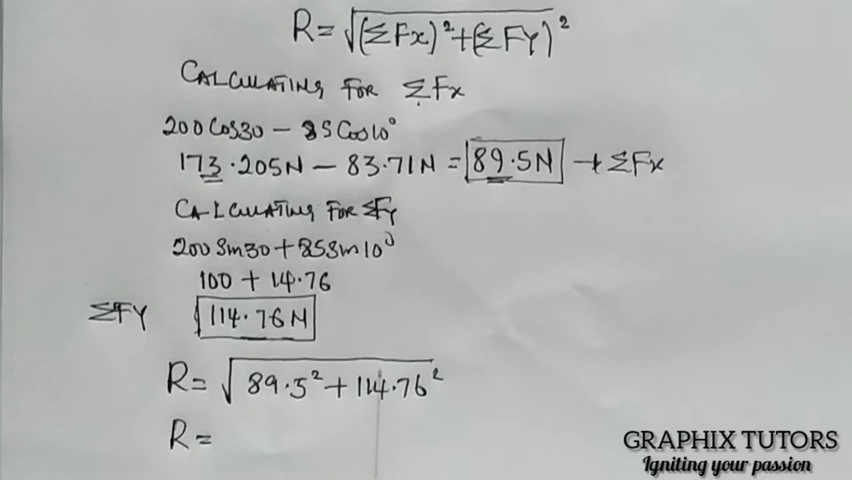 R = √(ΣFx)² + (ΣFy)²
CALCULATING FOR ΣFx
200 Cos30 – 85 Cos10°
173.205N – 83.71N = 89.5N → ΣFx
CALCULATING FOR ΣFy
200 Sin30 + 85 Sin10°
100 + 14.76
ΣFY 114.76N
R = √89.5² + 114.76²
R =
GRAPHIX TUTORS
Igniting your passion